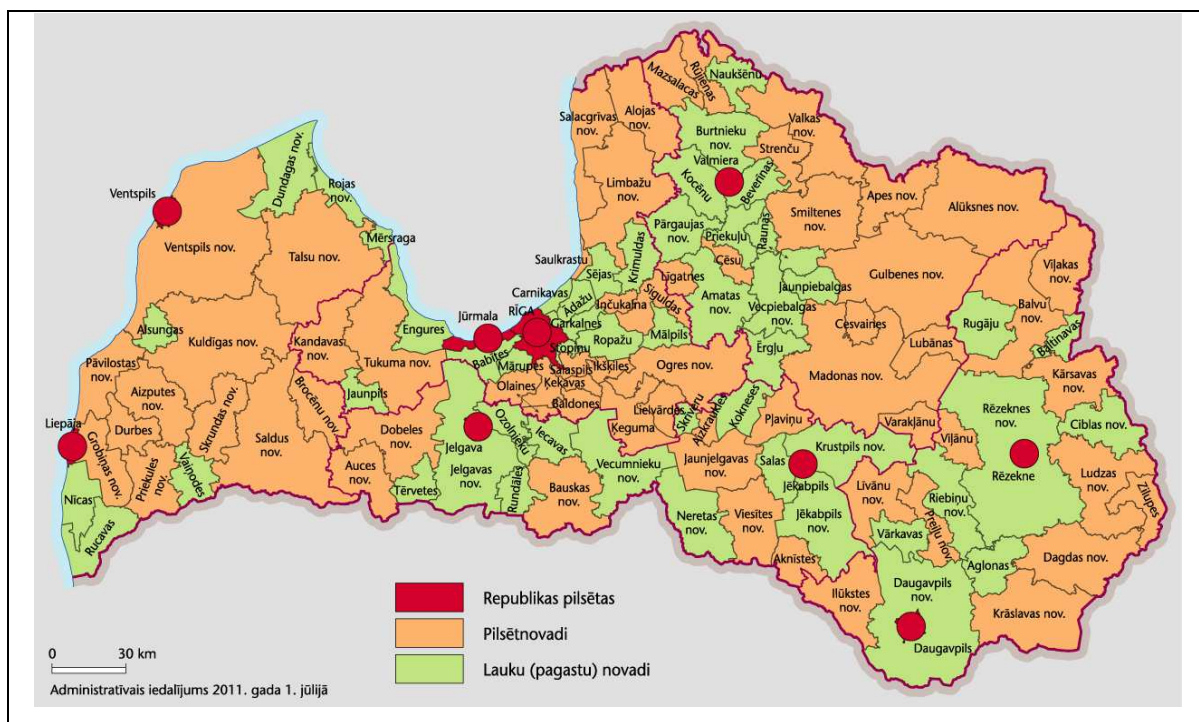 Mazsalacas
Rūjienas
Naukšēnu
Salacgrīvas
nov.
Alojas
nov.
Valkas
nov.
Burtnieku
nov.
Strenču
Valmiera
Kocēnu
Beverīnas
Limbažu
nov.
Dundagas nov.
Rojas
nov.
Ventspils
Ventspils nov.
Talsu nov.
Mērsraga
Smiltenes
nov.
Apes nov.
Alūksnes nov.
Pārgaujas
nov.
Priekuļu
Raunas
Cēsu
Saulkrastu
Sējas
Krimuldas
Līgatnes
Siguldas
Amatas
nov.
Jaunpiebalgas
Vecpiebalgas
nov.
Gulbenes nov.
Viļakas
nov.
Balvu
nov.
Rugāju
Baltinavas
Carnikavas
Ādažu
Inčukalna
RĪGA
Garkalnes
Jūrmala
Engures
Stopiņu
Ropažu
Mālpils
Ērgļu
Cesvaines
Lubānas
Madonas nov.
Alsungas
Kuldīgas nov.
Kandavas
nov.
Tukuma nov.
Babītes
Mārupes
Salaspils
Ikšķiles
Ogres nov.
Pāvilostas
nov.
Aizputes
nov.
Durbes
Jaunpils
Olaines
Ķekavas
Baldones
Lielvārdes
Ķeguma
Skrīveru
Aizkraukles
Kokneses
Pļaviņu
Varakļānu
Kārsavas
nov.
Rēzeknes
nov.
Ciblas nov.
Liepāja
Grobiņas nov.
Priekules
nov.
Skrundas nov.
Vaiņodes
Saldus
nov.
Brocēnu nov.
Dobeles
nov.
Auces
nov.
Jelgava
Jelgavas
nov.
Tērvetes
Ozolnieku
Iecavas
Rundāles
Bauskas
nov.
Vecumnieku
nov.
Jaunjelgavas
nov.
Salas
Krustpils nov.
Jēkabpils
Jēkabpils
nov.
Viļānu
Rēzekne
Ludzas
nov.
Zilupes
Līvānu
nov.
Riebiņu
nov.
Preiļu nov.
Vārkavas
Nīcas
Rucavas
Neretas
nov.
Viesītes
nov.
Aknīstes
Ilūkstes
nov.
Aglonas
Dagdas nov.
Daugavpils
nov.
Krāslavas nov.
Daugavpils
Republikas pilsētas
Pilsētnovadi
Lauku (pagastu) novadi
0 30 km
Administratīvais iedalījums 2011. gada 1. jūlijā